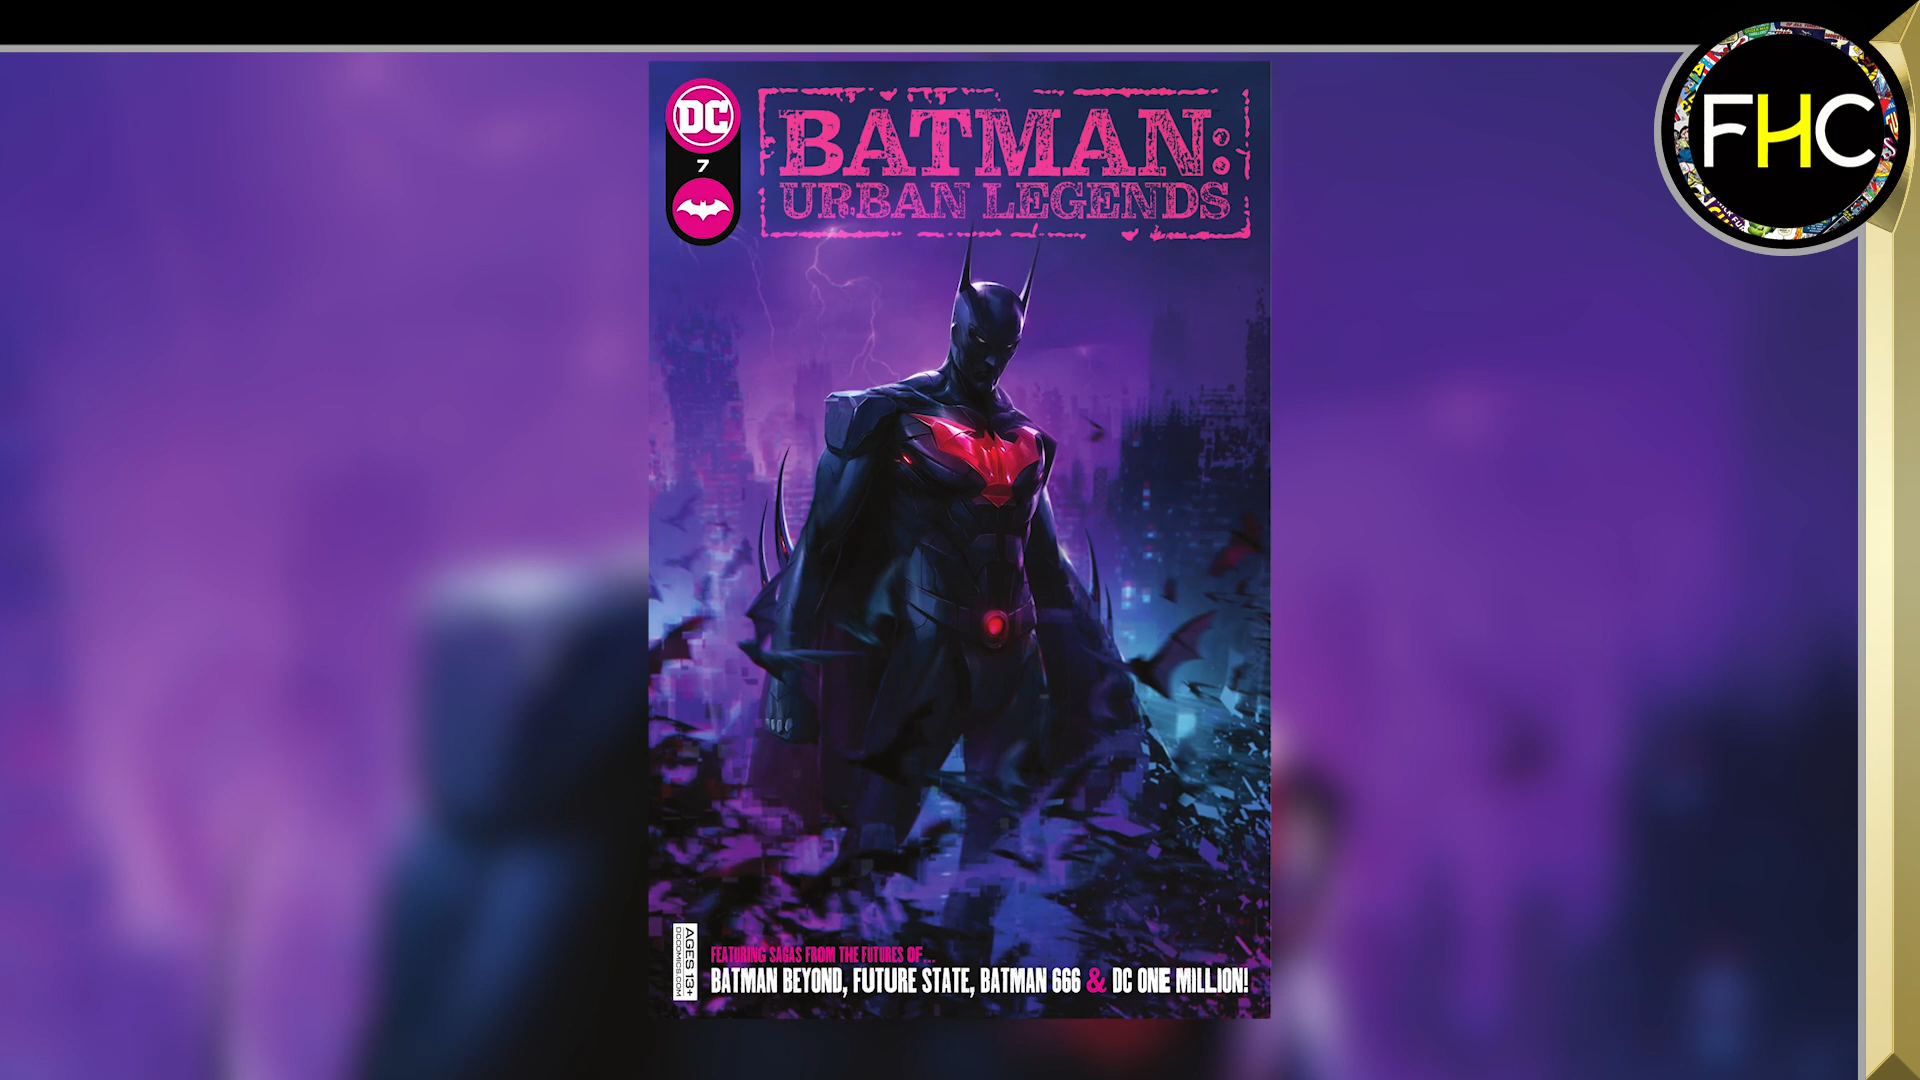 FHC
DC
7
BATMAN:
URBAN LEGENDS
AGES 13+
DCCOMICS.COM
FEATURING SAGAS FROM THE FUTURES OF...
BATMAN BEYOND, FUTURE STATE, BATMAN 666 & DC ONE MILLION!